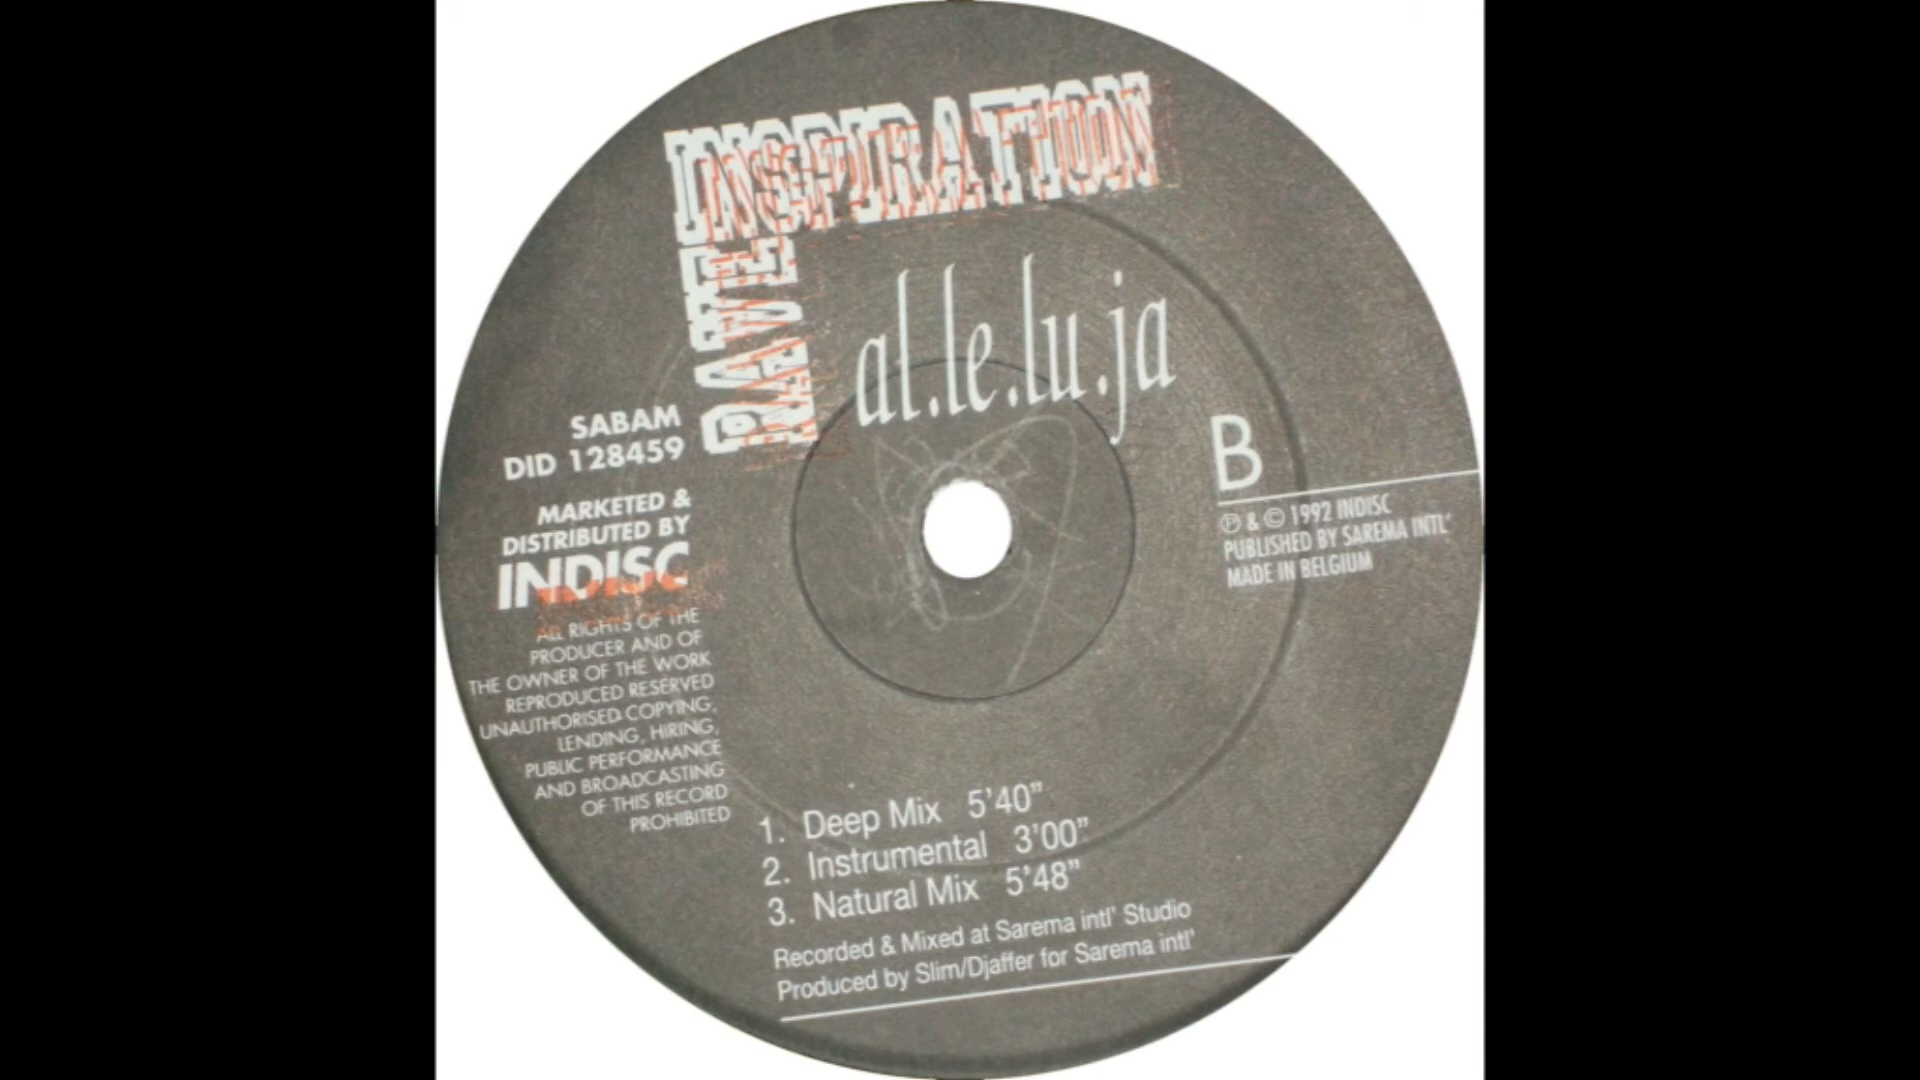 INSPIRATION
RAVE
al.le.lu.ja
SABAM
DID 128459
MARKETED &
DISTRIBUTED BY
INDISC
ALL RIGHTS OF THE
PRODUCER AND OF
THE OWNER OF THE WORK
REPRODUCED RESERVED
UNAUTHORISED COPYING,
LENDING, HIRING,
PUBLIC PERFORMANCE
AND BROADCASTING
OF THIS RECORD
PROHIBITED
B
℗ & © 1992 INDISC
PUBLISHED BY SAREMA INTL'
MADE IN BELGIUM
1. Deep Mix 5'40"
2. Instrumental 3'00"
3. Natural Mix 5'48"
Recorded & Mixed at Sarema intl' Studio
Produced by Slim/Djaffer for Sarema intl'